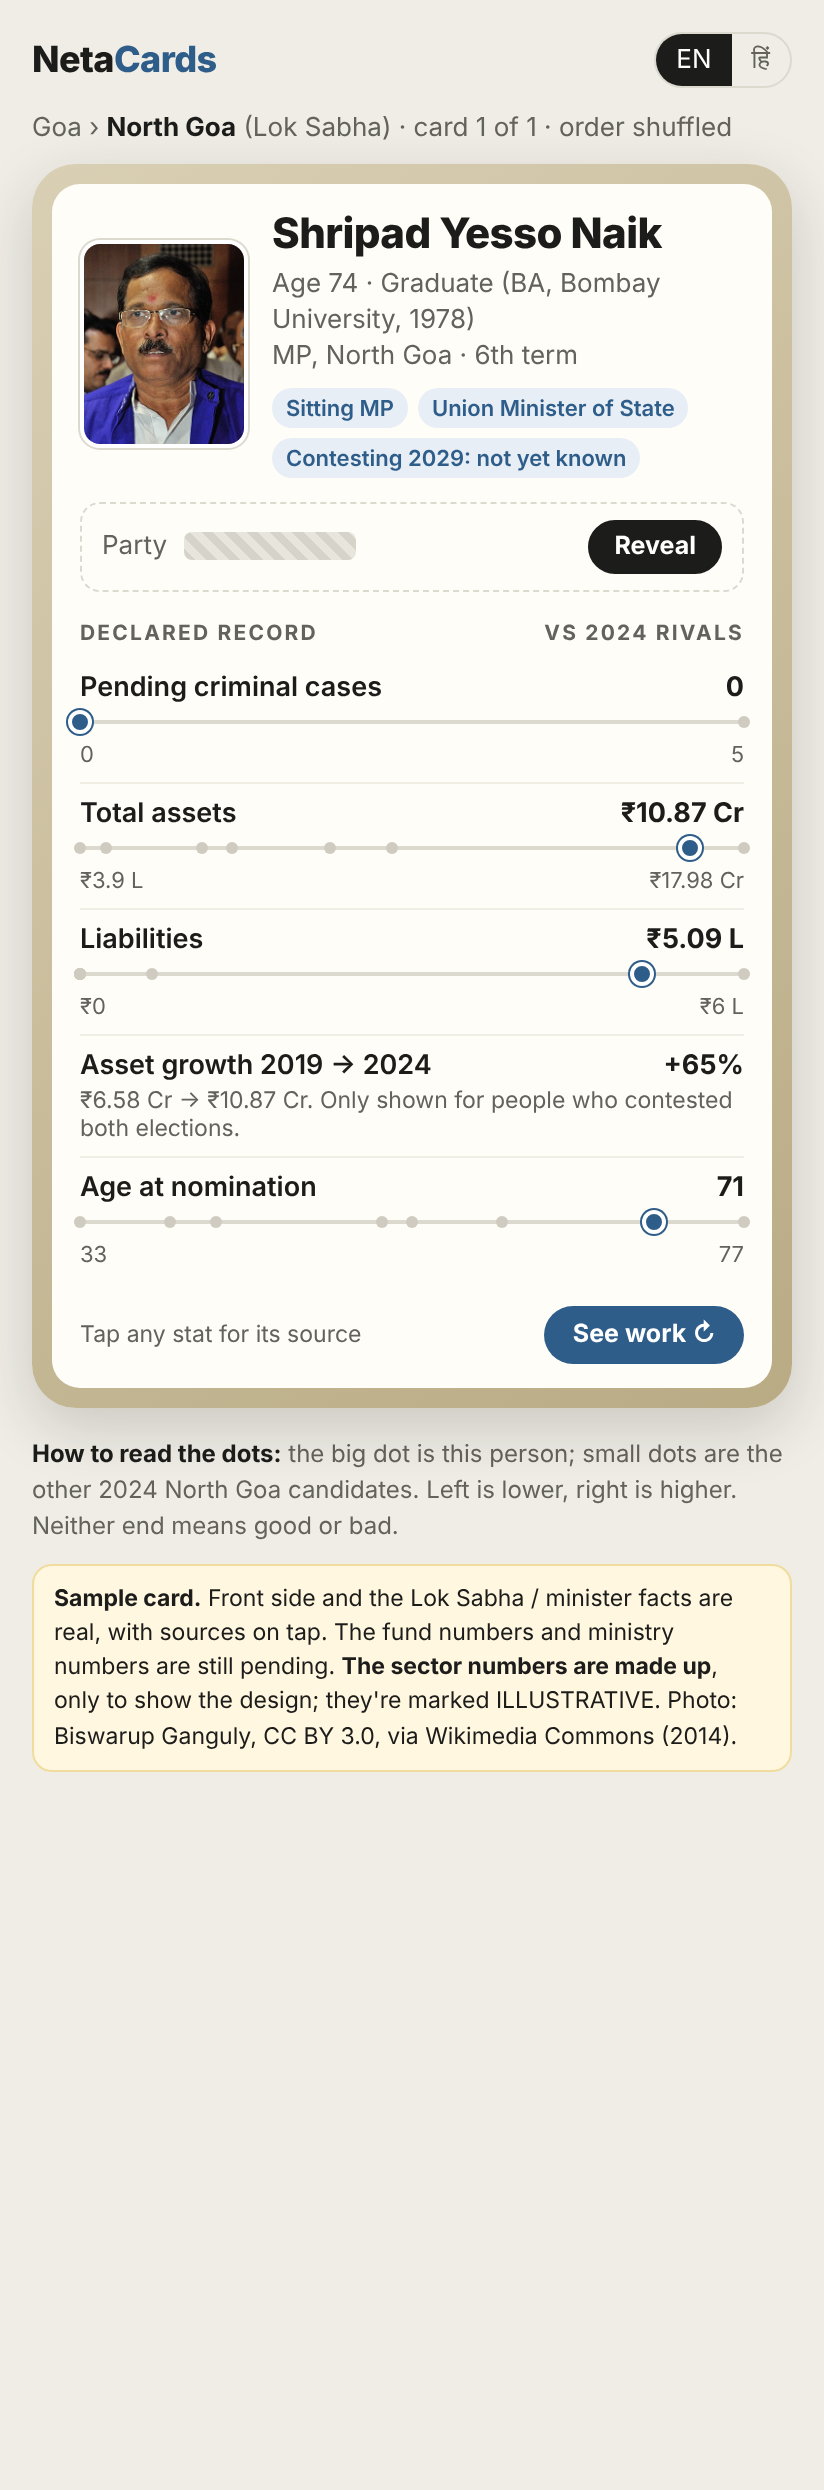 NetaCards
EN
हिं
Goa › North Goa (Lok Sabha) · card 1 of 1 · order shuffled
Shripad Yesso Naik
Age 74 · Graduate (BA, Bombay
University, 1978)
MP, North Goa · 6th term
Sitting MP
Union Minister of State
Contesting 2029: not yet known
Party
Reveal
DECLARED RECORD
VS 2024 RIVALS
Pending criminal cases
0
0
5
Total assets
₹10.87 Cr
₹3.9 L
₹17.98 Cr
Liabilities
₹5.09 L
₹0
₹6 L
Asset growth 2019 → 2024
+65%
₹6.58 Cr → ₹10.87 Cr. Only shown for people who contested
both elections.
Age at nomination
71
33
77
Tap any stat for its source
See work ↻
How to read the dots: the big dot is this person; small dots are the
other 2024 North Goa candidates. Left is lower, right is higher.
Neither end means good or bad.
Sample card. Front side and the Lok Sabha / minister facts are
real, with sources on tap. The fund numbers and ministry
numbers are still pending. The sector numbers are made up,
only to show the design; they're marked ILLUSTRATIVE. Photo:
Biswarup Ganguly, CC BY 3.0, via Wikimedia Commons (2014).